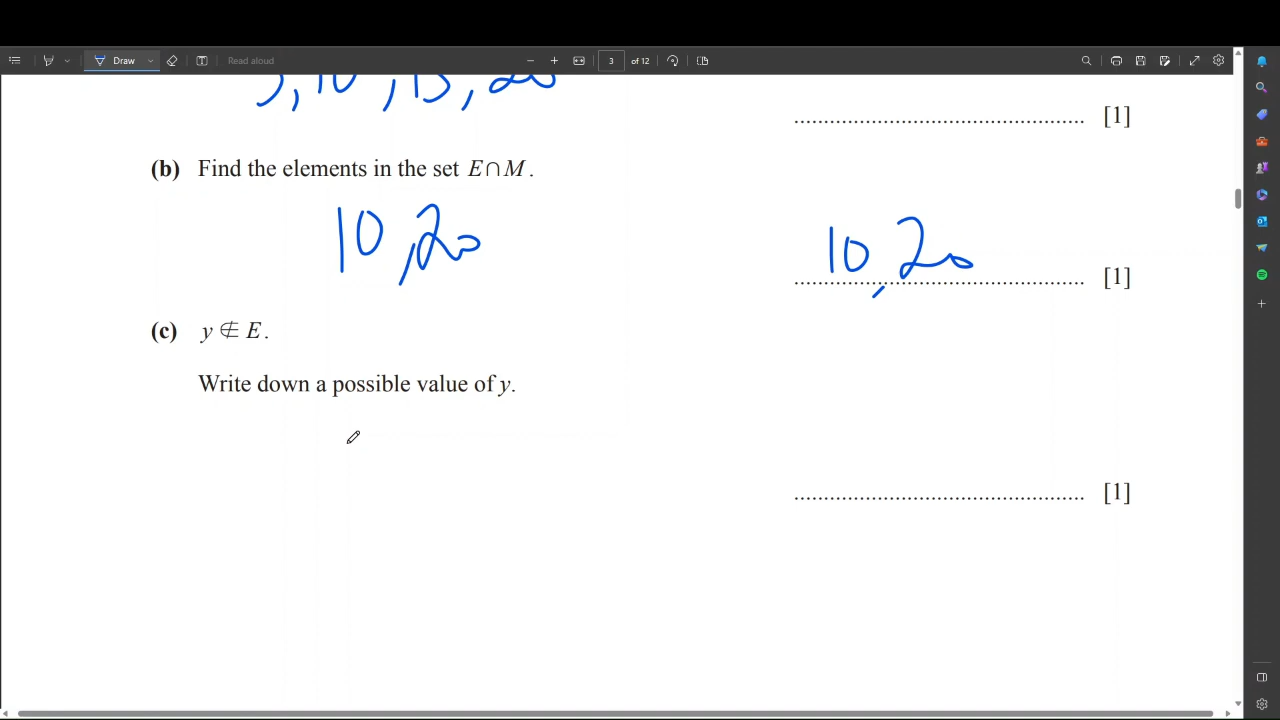 Draw
Read aloud
3 of 12
5, 10, 15, 20
[1]
(b) Find the elements in the set E∩M.
10, 20
10, 20
[1]
(c) y ∉ E.
Write down a possible value of y.
[1]